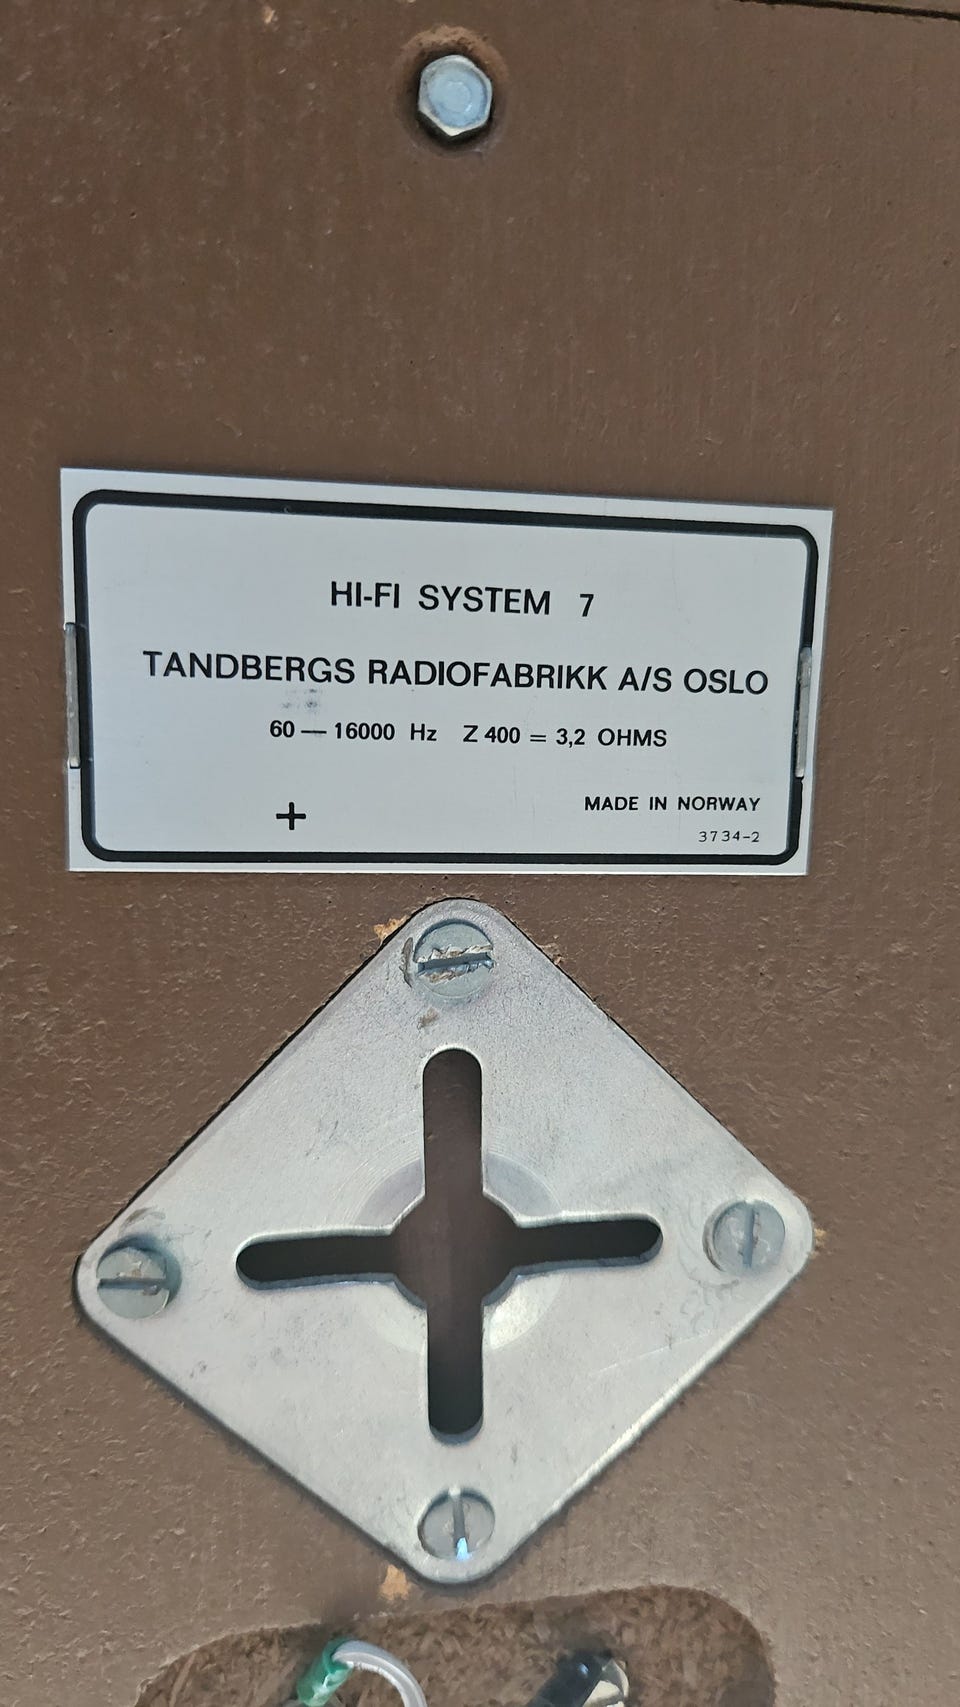 HI-FI SYSTEM 7
TANDBERGS RADIOFABRIKK A/S OSLO
60 — 16000 Hz Z 400 = 3,2 OHMS
+
MADE IN NORWAY
3734-2